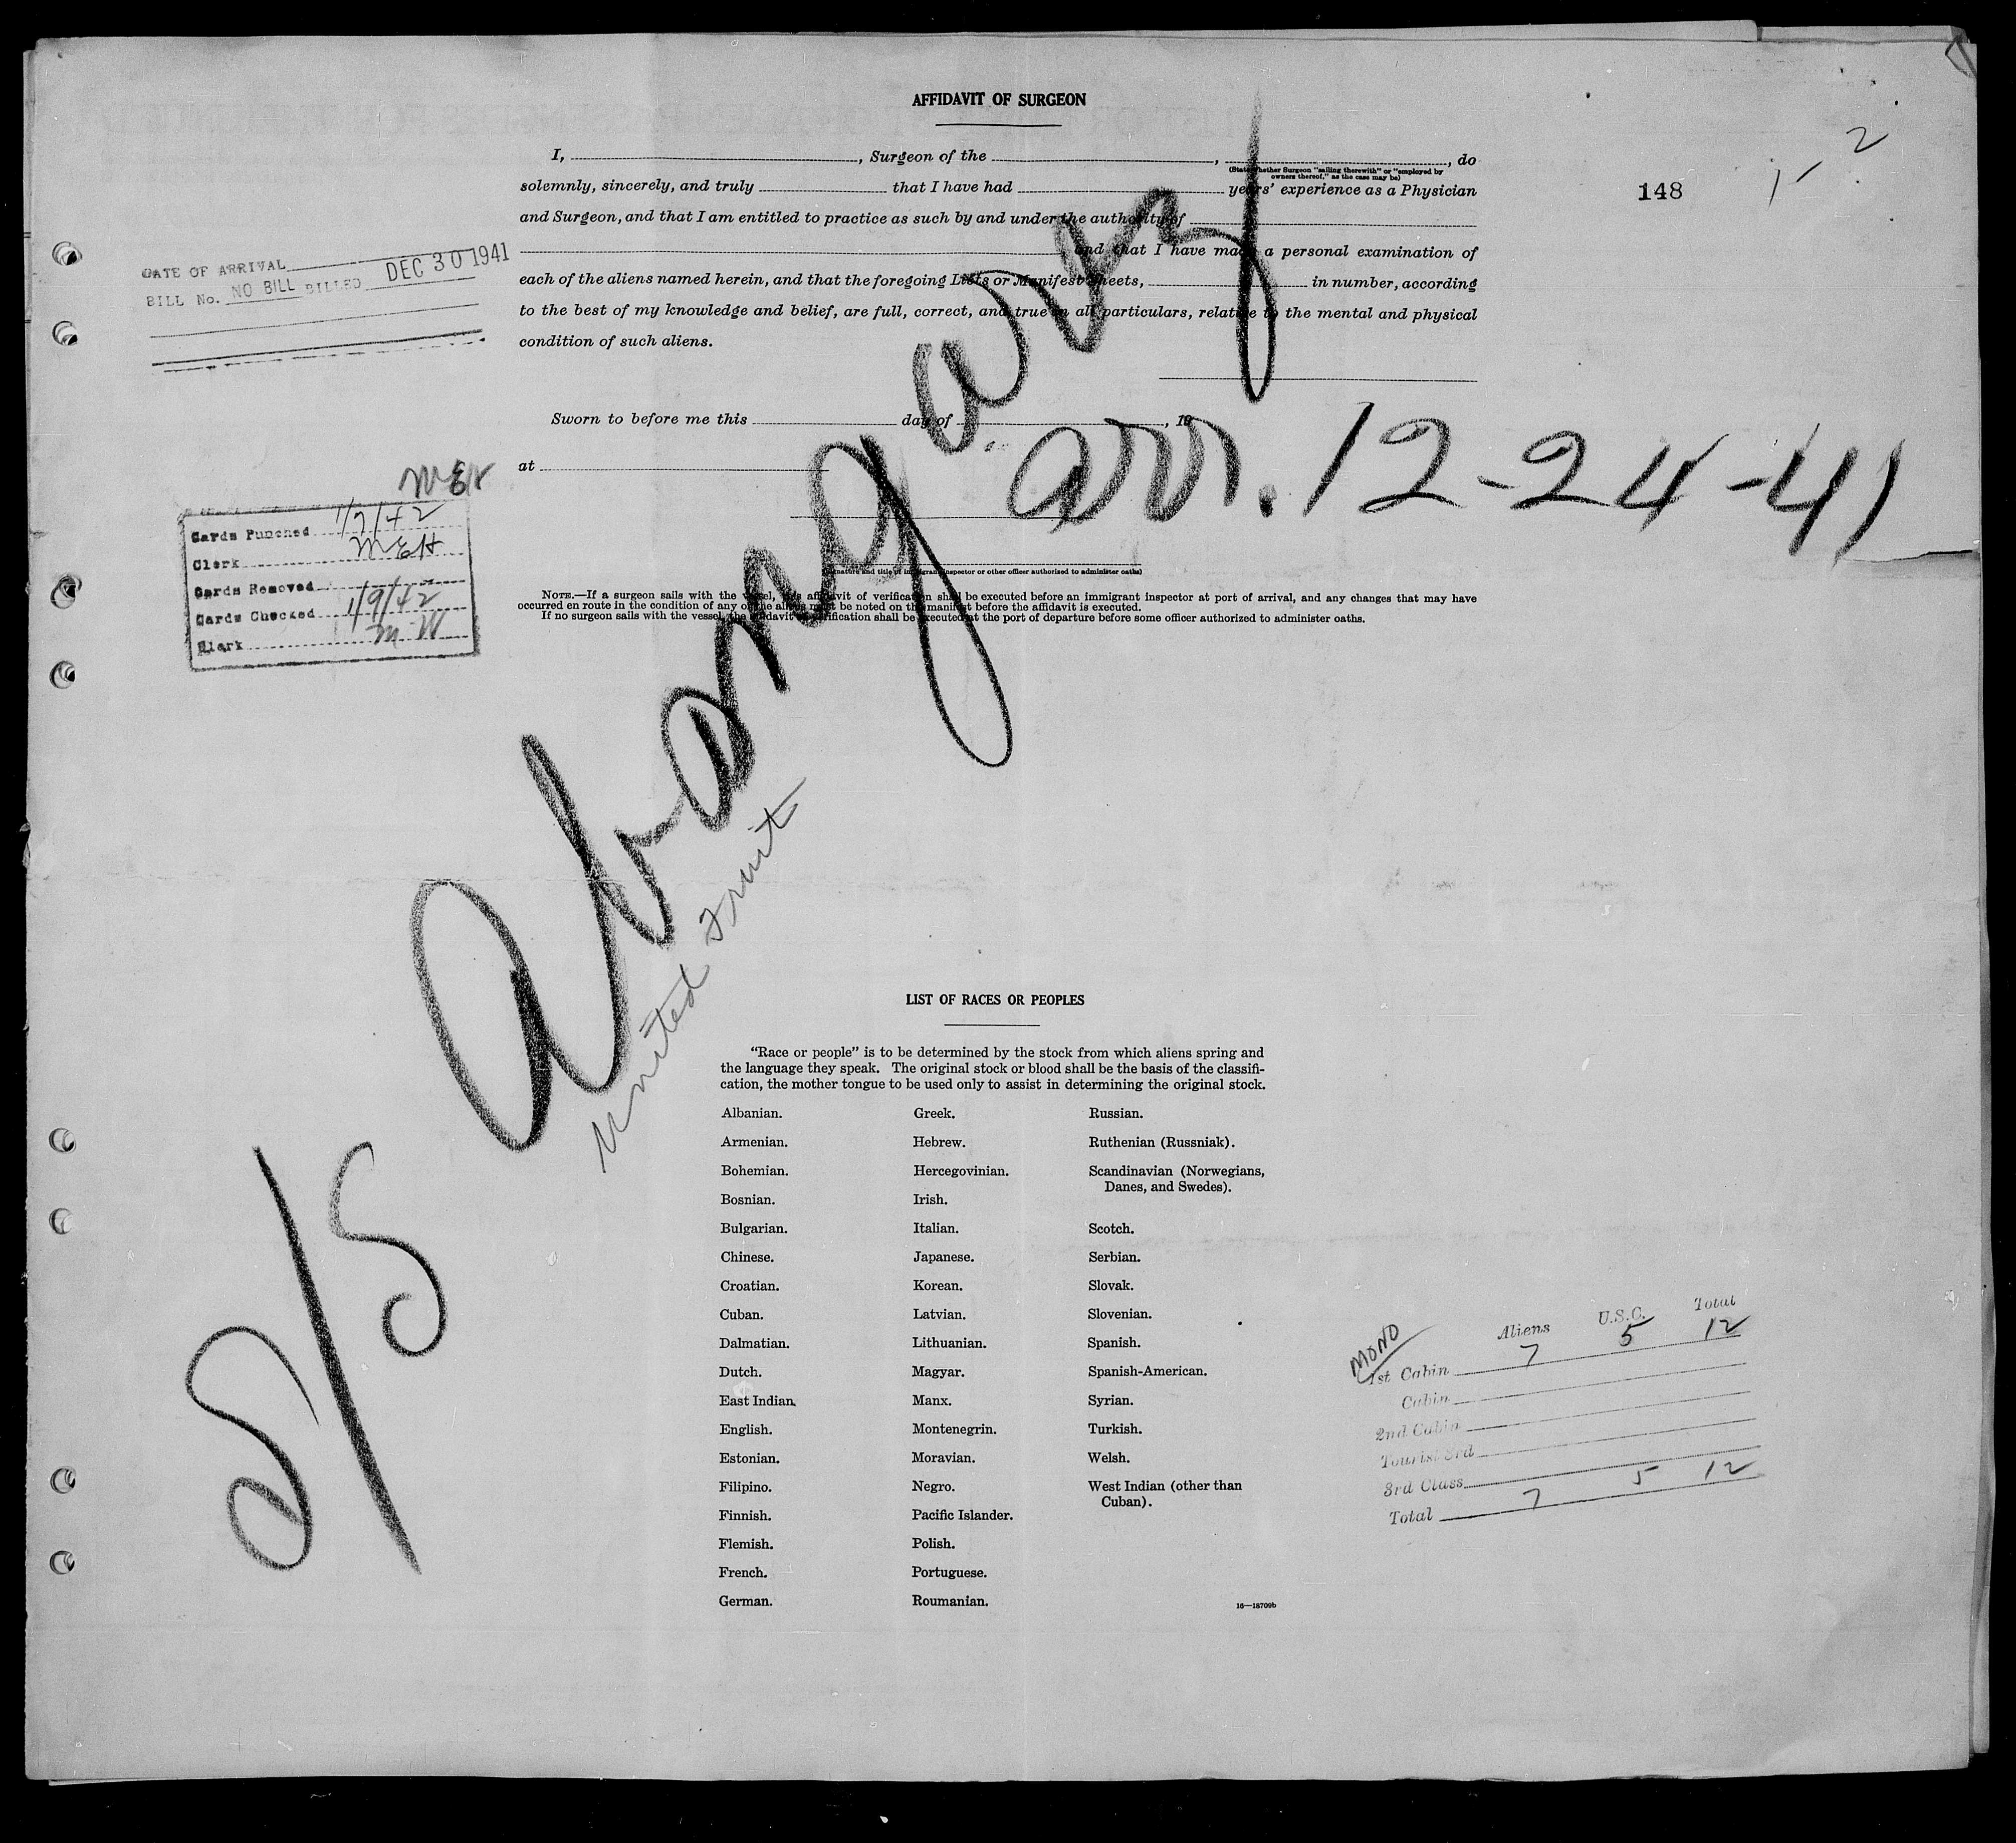 AFFIDAVIT OF SURGEON
I, , Surgeon of the , , do
(State whether Surgeon "sailing therewith" or "employed by
owners thereof," as the case may be)
solemnly, sincerely, and truly that I have had years' experience as a Physician
and Surgeon, and that I am entitled to practice as such by and under the authority of
and that I have made a personal examination of
each of the aliens named herein, and that the foregoing Lists or Manifest Sheets, in number, according
to the best of my knowledge and belief, are full, correct, and true in all particulars, relative to the mental and physical
condition of such aliens.
Sworn to before me this day of , 19
at
(Signature and title of immigrant inspector or other officer authorized to administer oaths)
NOTE.—If a surgeon sails with the vessel, the affidavit of verification shall be executed before an immigrant inspector at port of arrival, and any changes that may have
occurred en route in the condition of any of the aliens must be noted on the manifest before the affidavit is executed.
If no surgeon sails with the vessel, the affidavit of verification shall be executed at the port of departure before some officer authorized to administer oaths.
148
1-2
DATE OF ARRIVAL
BILL No. NO BILL BILLED DEC 30 1941
Cards Punched 1/7/42
Clerk MEH
Cards Removed
Cards Checked 1/9/42
Clerk M W
S/S
arr. 12-24-41
United Fruit
LIST OF RACES OR PEOPLES
"Race or people" is to be determined by the stock from which aliens spring and
the language they speak. The original stock or blood shall be the basis of the classifi-
cation, the mother tongue to be used only to assist in determining the original stock.
Albanian.
Armenian.
Bohemian.
Bosnian.
Bulgarian.
Chinese.
Croatian.
Cuban.
Dalmatian.
Dutch.
East Indian.
English.
Estonian.
Filipino.
Finnish.
Flemish.
French.
German.
Greek.
Hebrew.
Hercegovinian.
Irish.
Italian.
Japanese.
Korean.
Latvian.
Lithuanian.
Magyar.
Manx.
Montenegrin.
Moravian.
Negro.
Pacific Islander.
Polish.
Portuguese.
Roumanian.
Russian.
Ruthenian (Russniak).
Scandinavian (Norwegians,
Danes, and Swedes).
Scotch.
Serbian.
Slovak.
Slovenian.
Spanish.
Spanish-American.
Syrian.
Turkish.
Welsh.
West Indian (other than
Cuban).
16—18709b
MONO
Aliens U.S.C. Total
1st Cabin 7 5 12
Cabin
2nd Cabin
Tourist 3rd
3rd Class
Total 7 5 12